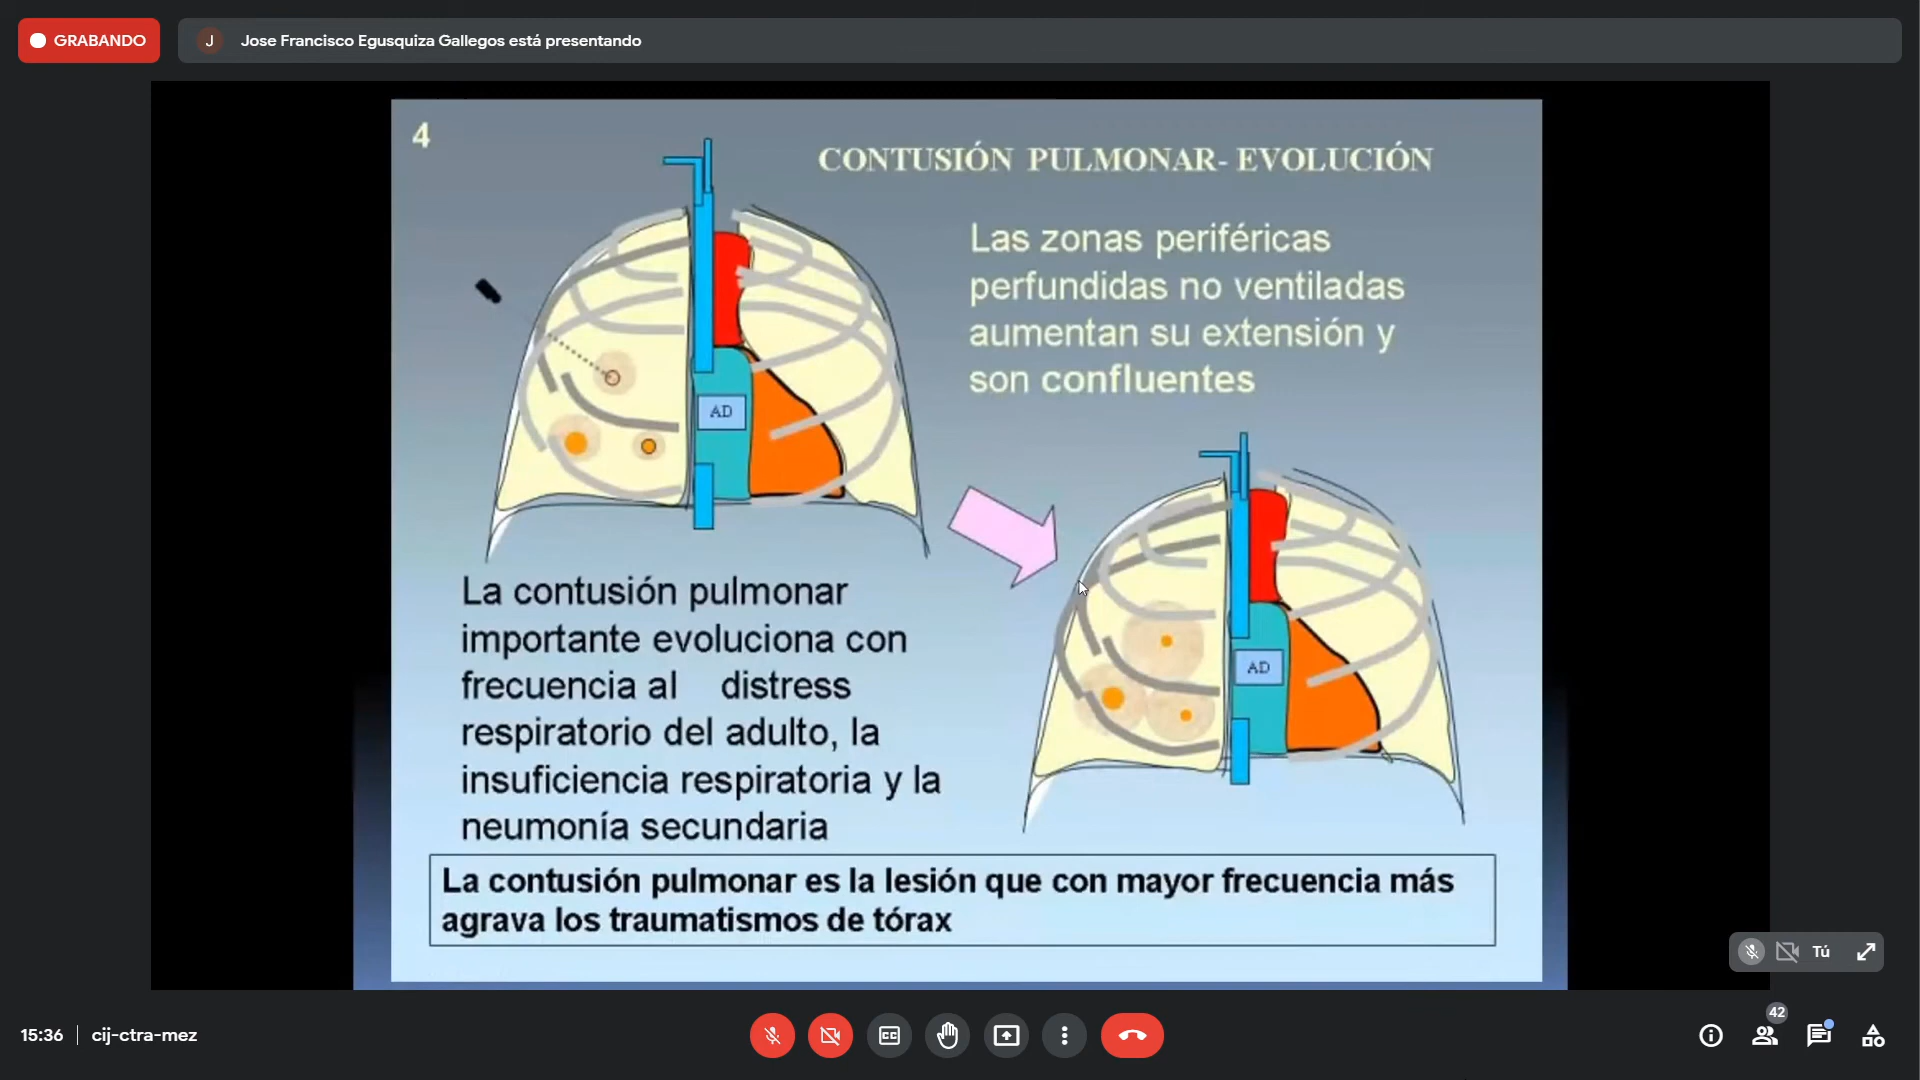 GRABANDO
J
Jose Francisco Egusquiza Gallegos está presentando
4
CONTUSIÓN PULMONAR- EVOLUCIÓN
Las zonas periféricas
perfundidas no ventiladas
aumentan su extensión y
son confluentes
AD
AD
La contusión pulmonar
importante evoluciona con
frecuencia al distress
respiratorio del adulto, la
insuficiencia respiratoria y la
neumonía secundaria
La contusión pulmonar es la lesión que con mayor frecuencia más
agrava los traumatismos de tórax
Tú
15:36
cij-ctra-mez
CC
42